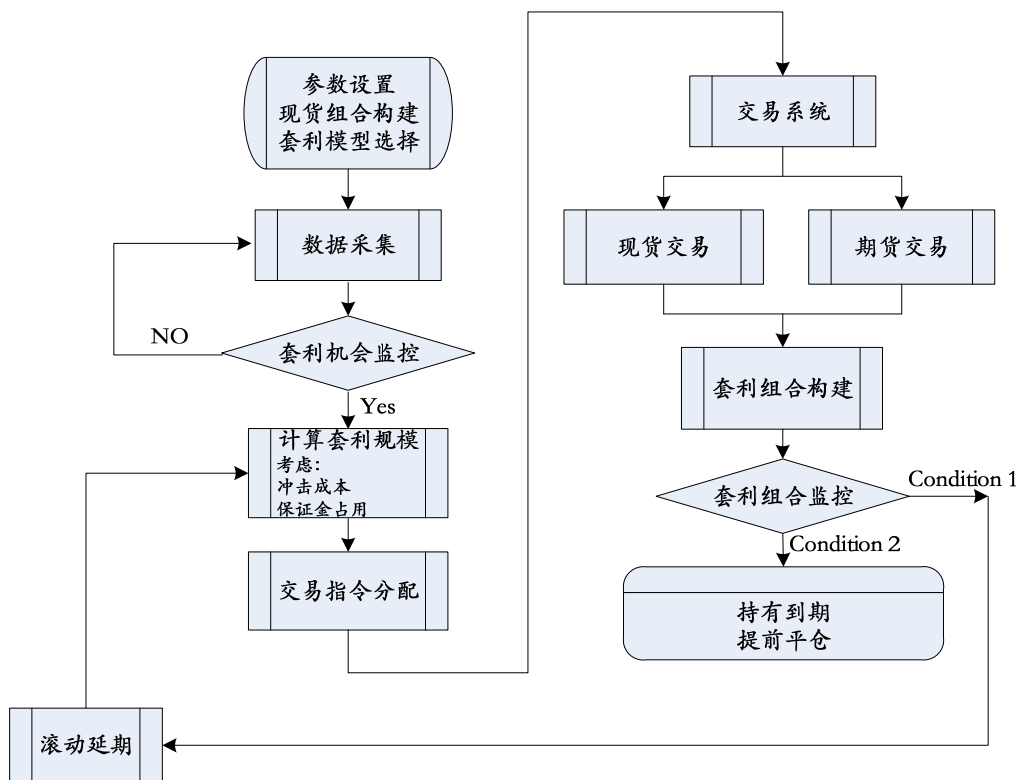 参数设置
现货组合构建
套利模型选择
数据采集
NO
套利机会监控
Yes
计算套利规模
考虑：
冲击成本
保证金占用
交易指令分配
滚动延期
交易系统
现货交易
期货交易
套利组合构建
套利组合监控
Condition 1
Condition 2
持有到期
提前平仓